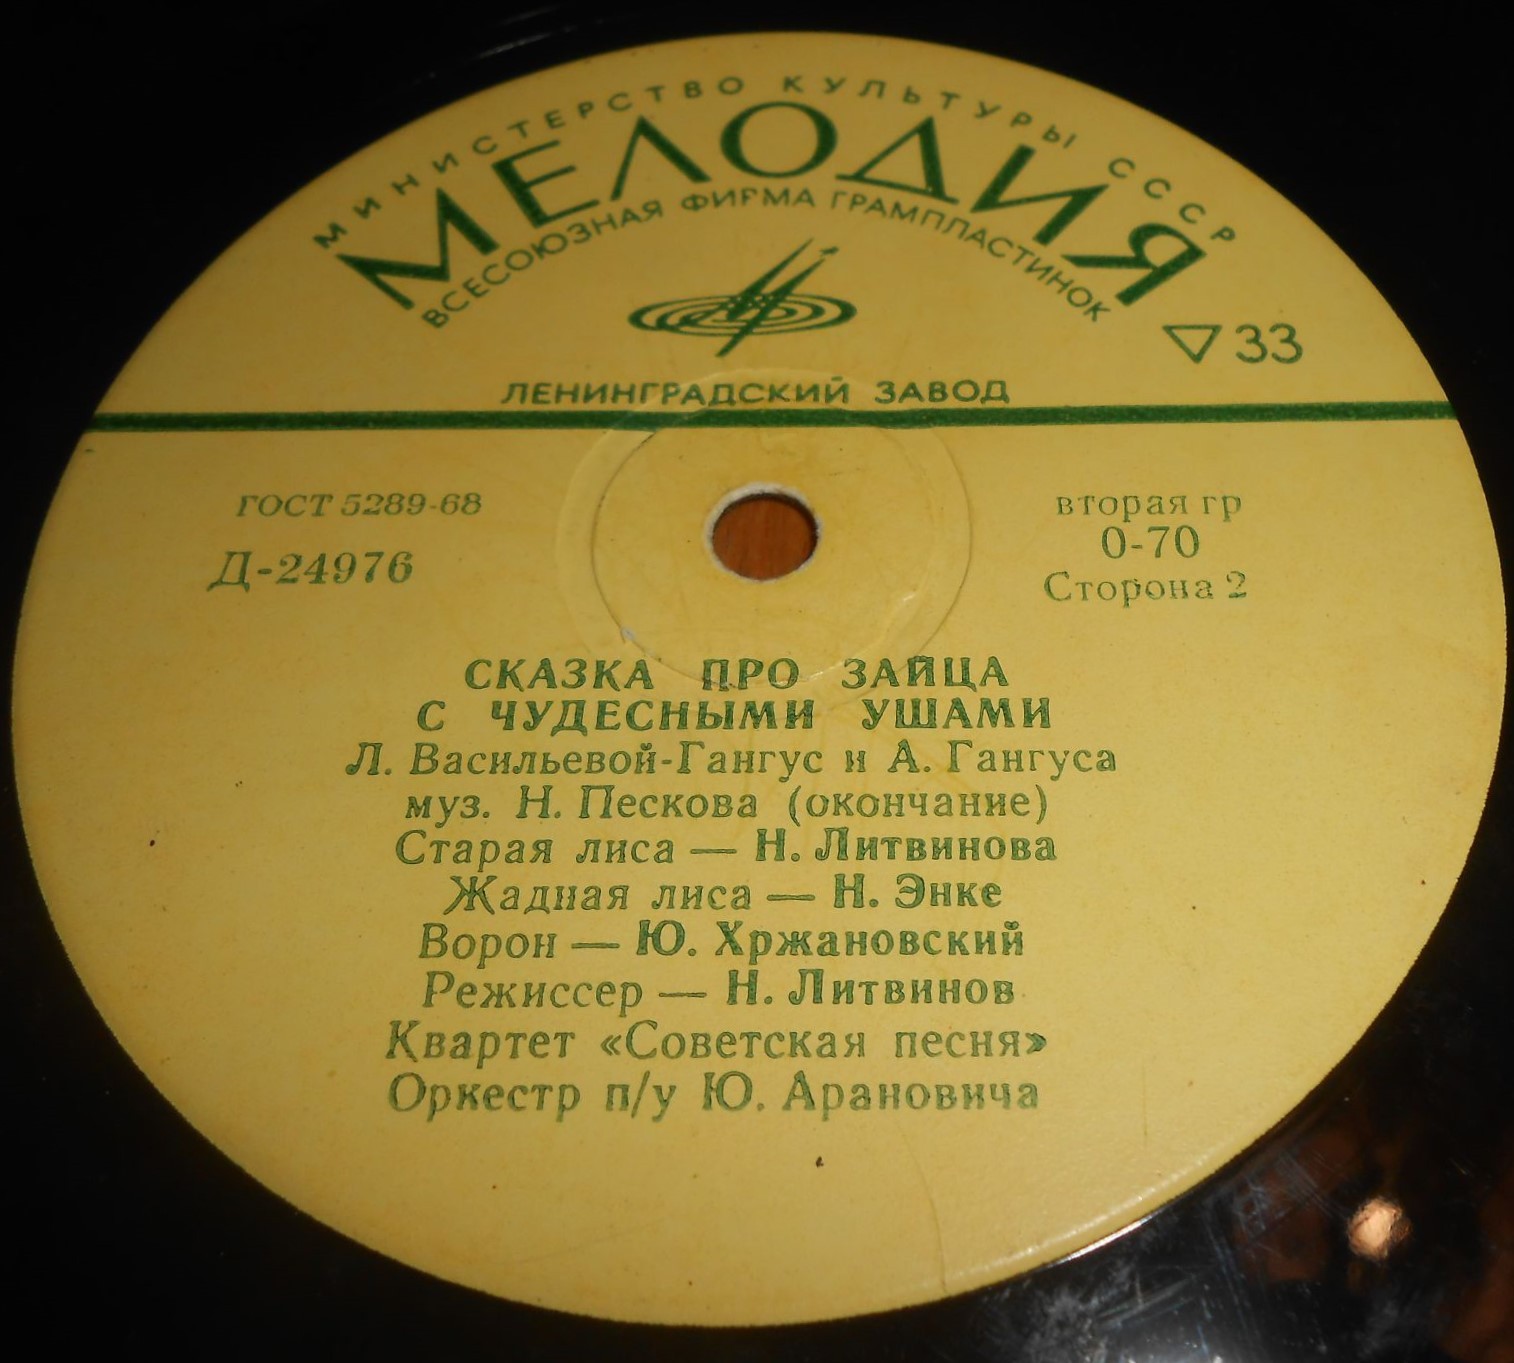 МИНИСТЕРСТВО КУЛЬТУРЫ СССР
МЕЛОДИЯ
ВСЕСОЮЗНАЯ ФИРМА ГРАМПЛАСТИНОК
▽33
ЛЕНИНГРАДСКИЙ ЗАВОД
ГОСТ 5289-68
Д-24976
вторая гр
0-70
Сторона 2
СКАЗКА ПРО ЗАЙЦА
С ЧУДЕСНЫМИ УШАМИ
Л. Васильевой-Гангус и А. Гангуса
муз. Н. Пескова (окончание)
Старая лиса — Н. Литвинова
Жадная лиса — Н. Энке
Ворон — Ю. Хржановский
Режиссер — Н. Литвинов
Квартет «Советская песня»
Оркестр п/у Ю. Арановича